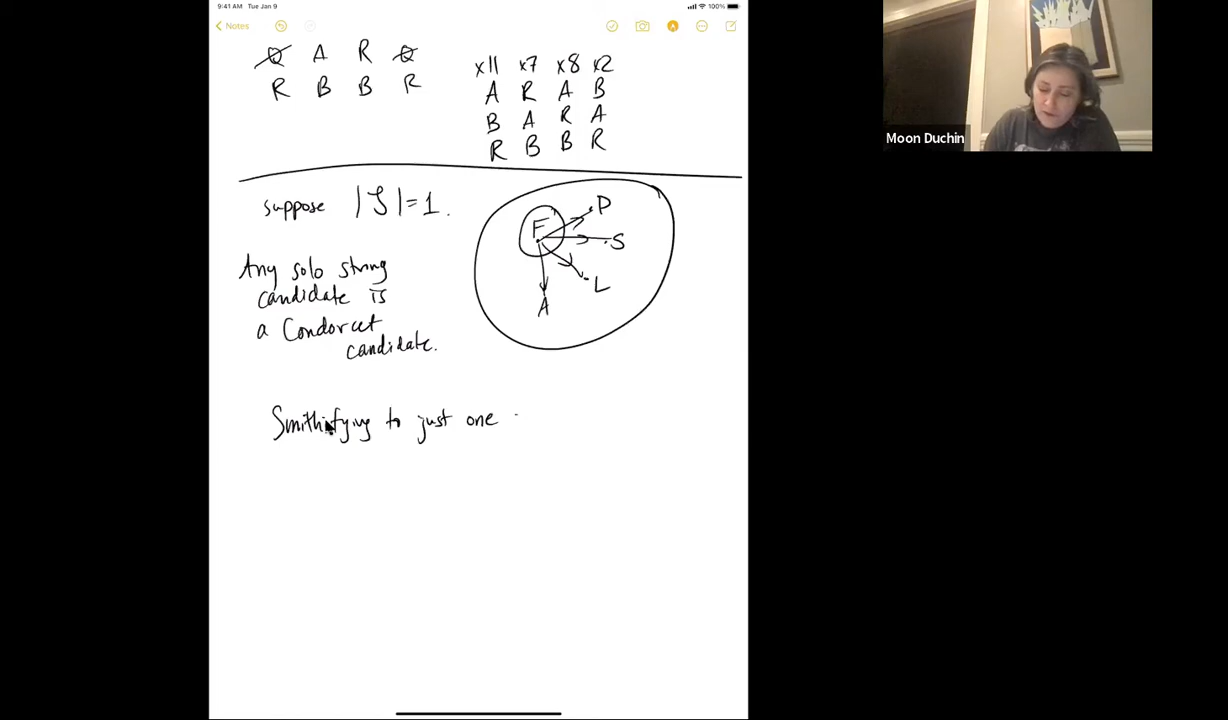 9:41 AM Tue Jan 9
100%
Notes
Q A R Q
R B B R
x11 x7 x8 x2
A R A B
B A R A
R B B R
Moon Duchin
suppose |S|=1.
F P
S
L
A
Any solo strong
candidate is
a Condorcet
candidate.
Smithifying to just one